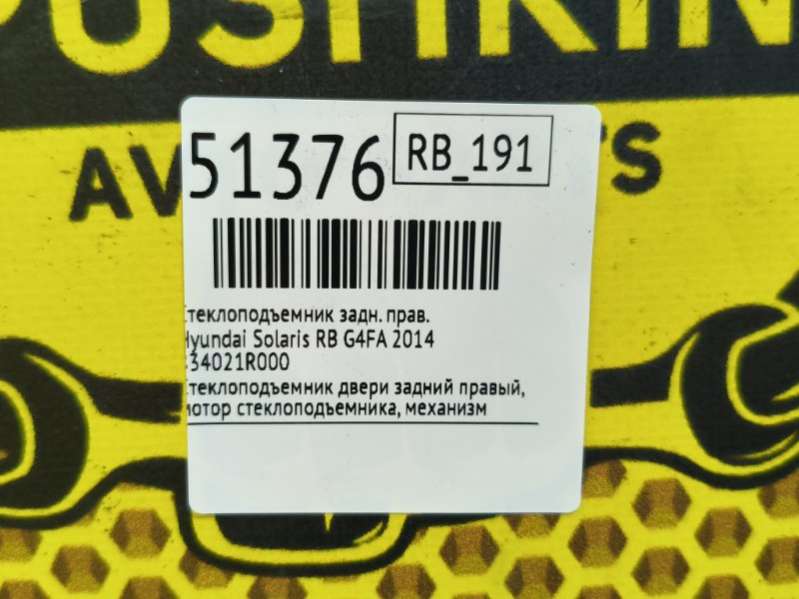 PUSHKIN
AV TS
51376
RB_191
Стеклоподъемник задн. прав.
Hyundai Solaris RB G4FA 2014
834021R000
Стеклоподъемник двери задний правый,
мотор стеклоподъемника, механизм